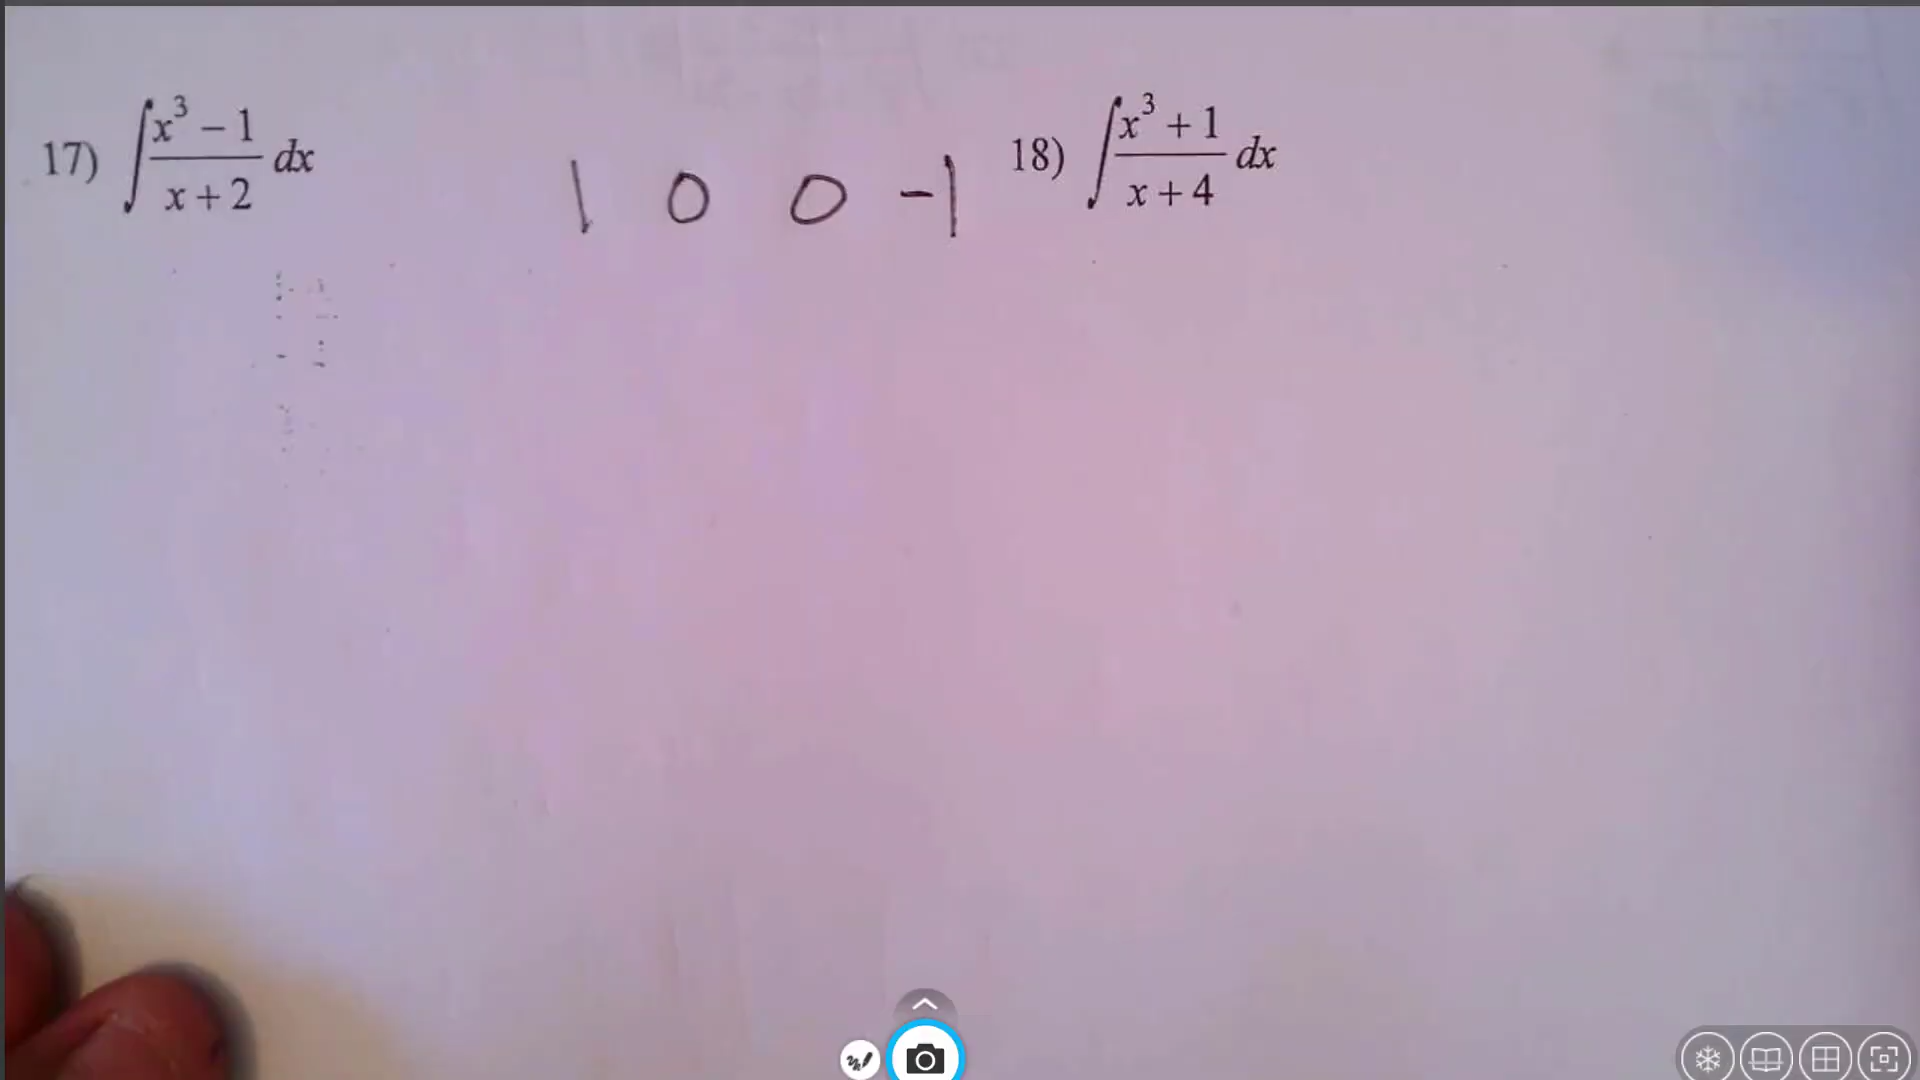 17) ∫ (x³ − 1)/(x + 2) dx
1 0 0 -1
18) ∫ (x³ + 1)/(x + 4) dx